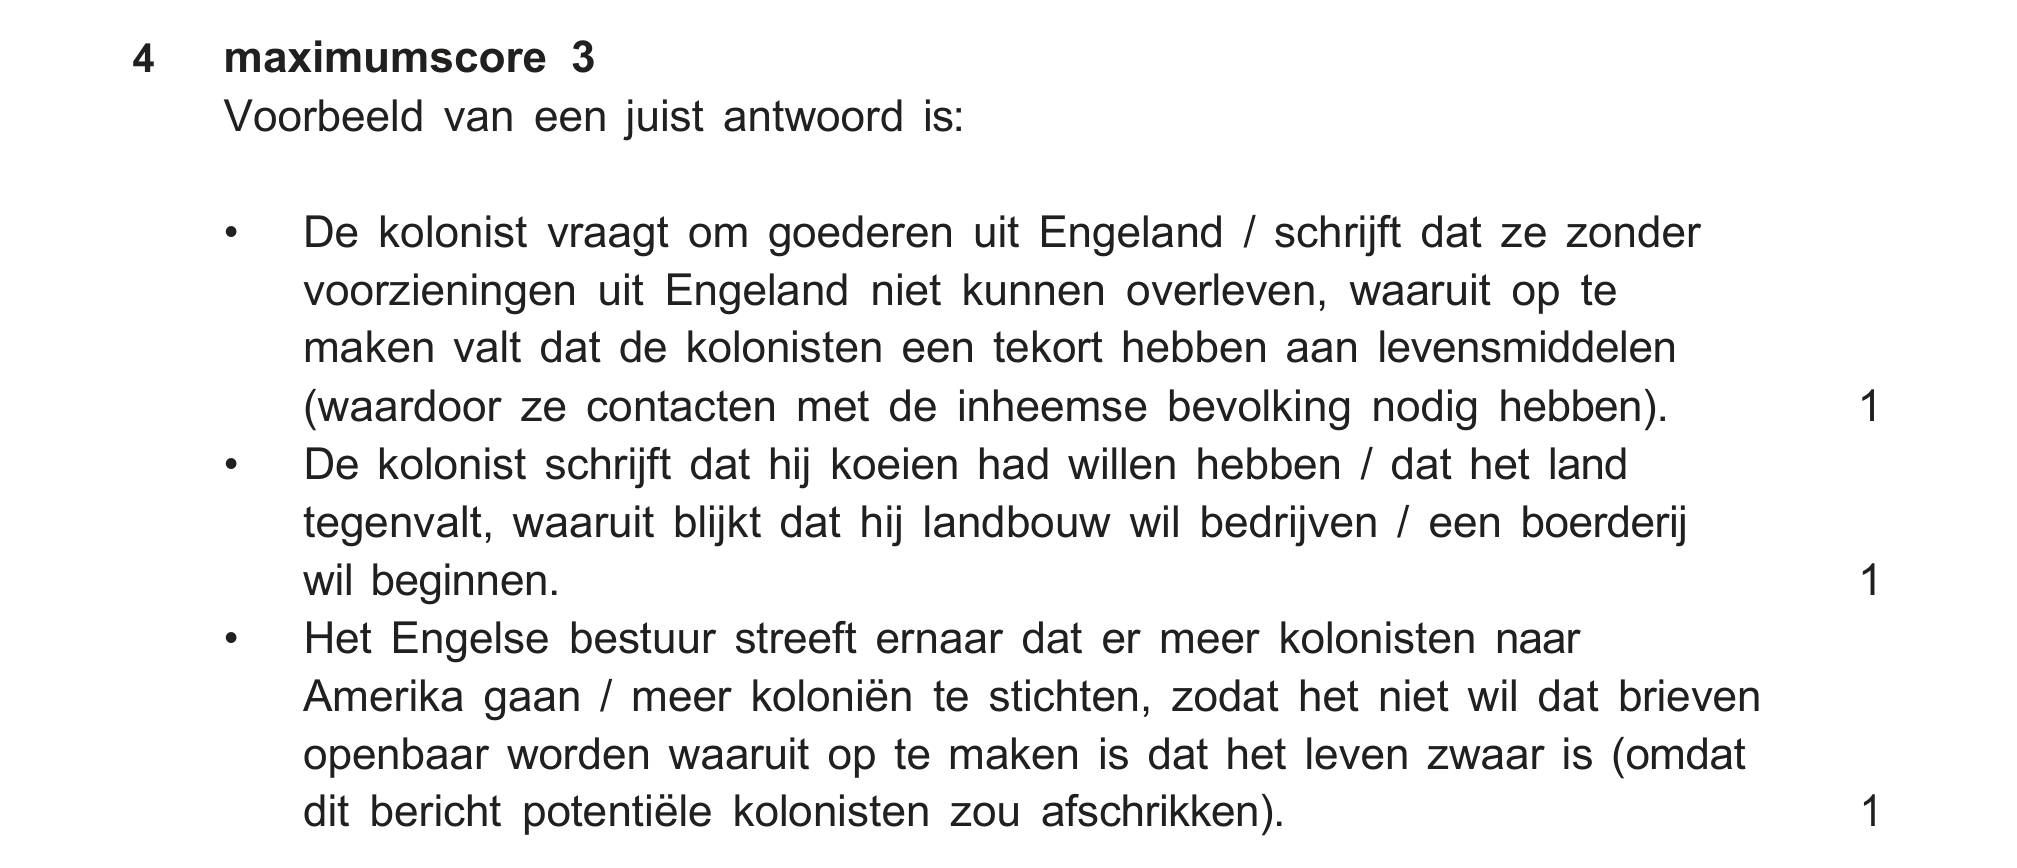 4 maximumscore 3
Voorbeeld van een juist antwoord is:
• De kolonist vraagt om goederen uit Engeland / schrijft dat ze zonder
voorzieningen uit Engeland niet kunnen overleven, waaruit op te
maken valt dat de kolonisten een tekort hebben aan levensmiddelen
(waardoor ze contacten met de inheemse bevolking nodig hebben). 1
• De kolonist schrijft dat hij koeien had willen hebben / dat het land
tegenvalt, waaruit blijkt dat hij landbouw wil bedrijven / een boerderij
wil beginnen. 1
• Het Engelse bestuur streeft ernaar dat er meer kolonisten naar
Amerika gaan / meer koloniën te stichten, zodat het niet wil dat brieven
openbaar worden waaruit op te maken is dat het leven zwaar is (omdat
dit bericht potentiële kolonisten zou afschrikken). 1